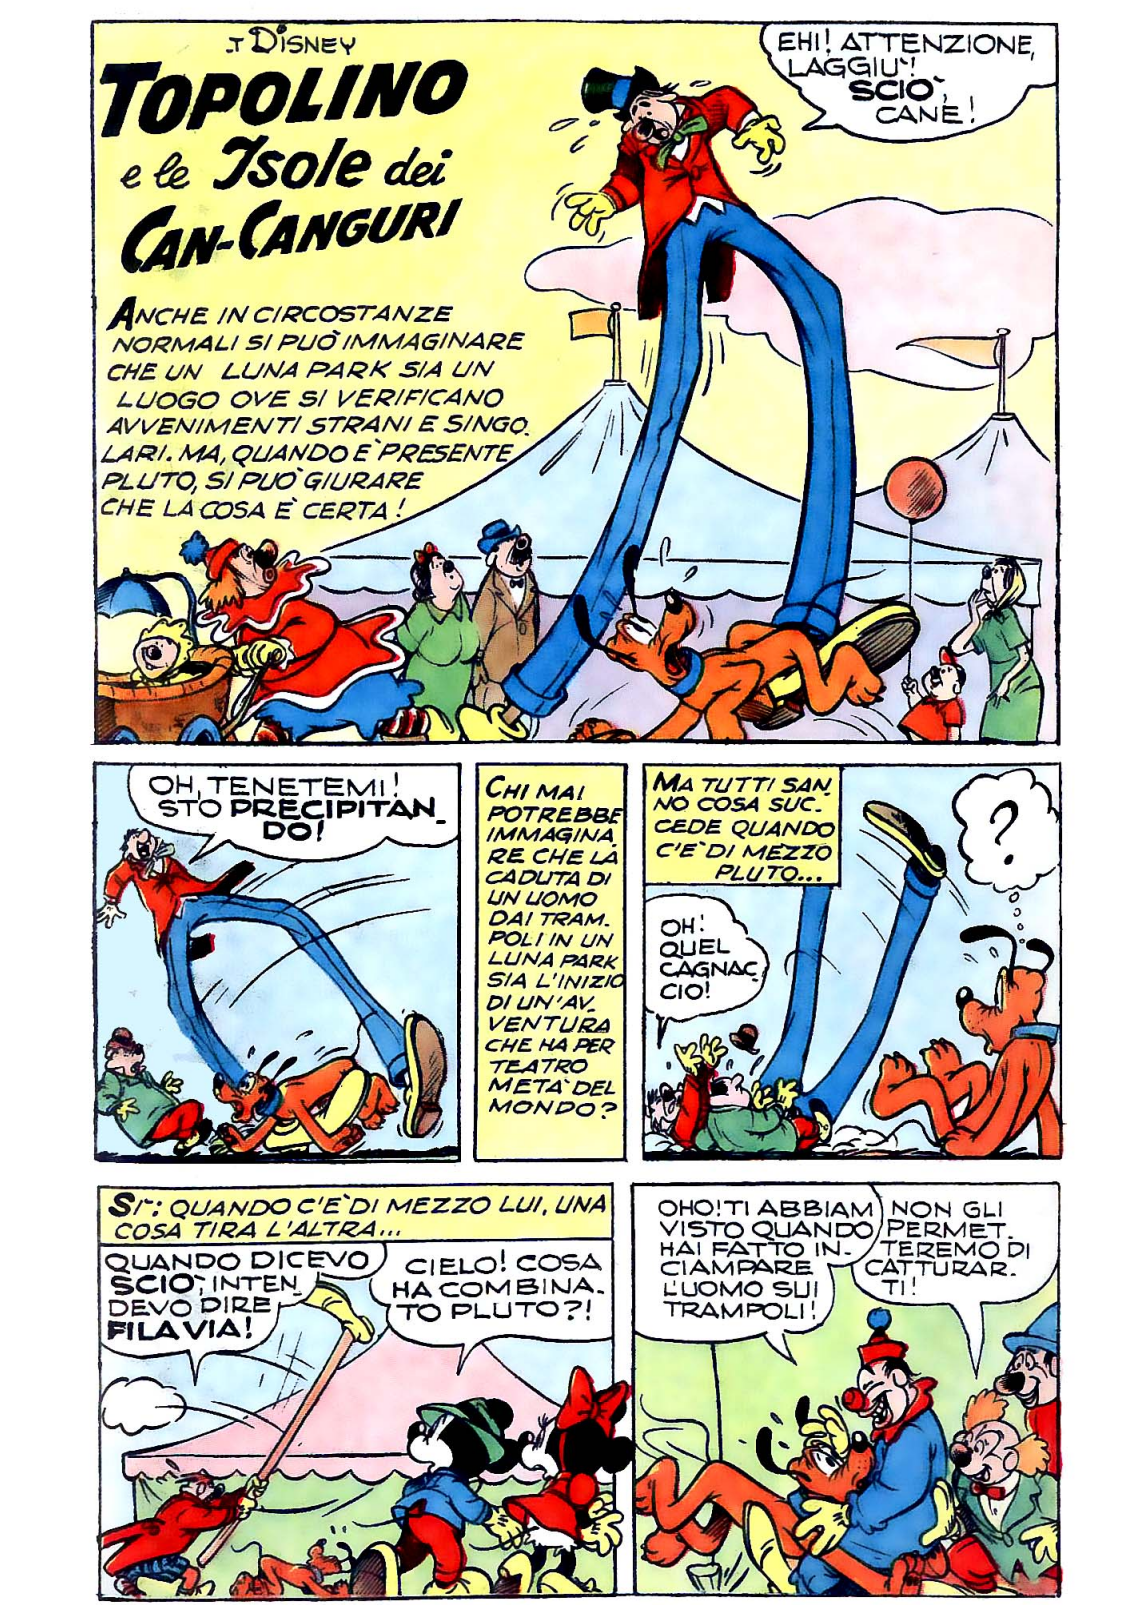 .T DISNEY
TOPOLINO
e le Isole dei
CAN-CANGURI
EHI! ATTENZIONE,
LAGGIU'!
SCIO',
CANE!
ANCHE IN CIRCOSTANZE
NORMALI SI PUÒ IMMAGINARE
CHE UN LUNA PARK SIA UN
LUOGO OVE SI VERIFICANO
AVVENIMENTI STRANI E SINGO.
LARI. MA, QUANDO E' PRESENTE
PLUTO, SI PUÒ GIURARE
CHE LA COSA È CERTA!
OH, TENETEMI!
STO PRECIPITAN_
DO!
CHI MAI
POTREBBE
IMMAGINA.
RE CHE LA
CADUTA DI
UN UOMO
DAI TRAM.
POLI IN UN
LUNA PARK
SIA L'INIZIO
DI UN'AV.
VENTURA
CHE HA PER
TEATRO
META' DEL
MONDO?
MA TUTTI SAN.
NO COSA SUC.
CEDE QUANDO
C'E' DI MEZZO
PLUTO...
?
OH!
QUEL
CAGNAC.
CIO!
SI': QUANDO C'E' DI MEZZO LUI, UNA
COSA TIRA L'ALTRA...
QUANDO DICEVO
SCIO', INTEN_
DEVO DIRE
FILA VIA!
CIELO! COSA
HA COMBINA-
TO PLUTO?!
OHO! TI ABBIAM
VISTO QUANDO
HAI FATTO IN-
CIAMPARE
L'UOMO SUI
TRAMPOLI!
NON GLI
PERMET.
TEREMO DI
CATTURAR.
TI!